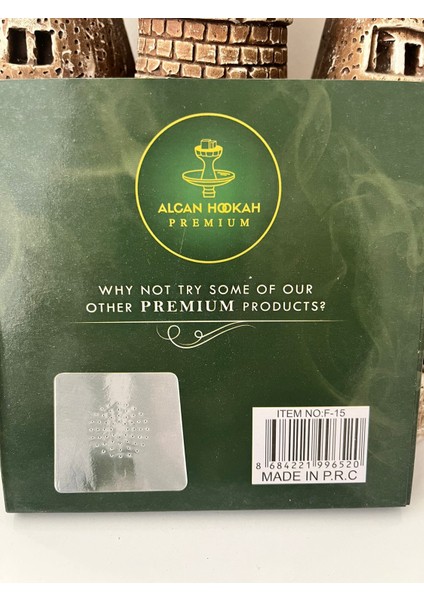 ALCAN HOOKAH
PREMIUM
WHY NOT TRY SOME OF OUR
OTHER PREMIUM PRODUCTS?
ITEM NO:F-15
8 684221 996520
MADE IN P.R.C